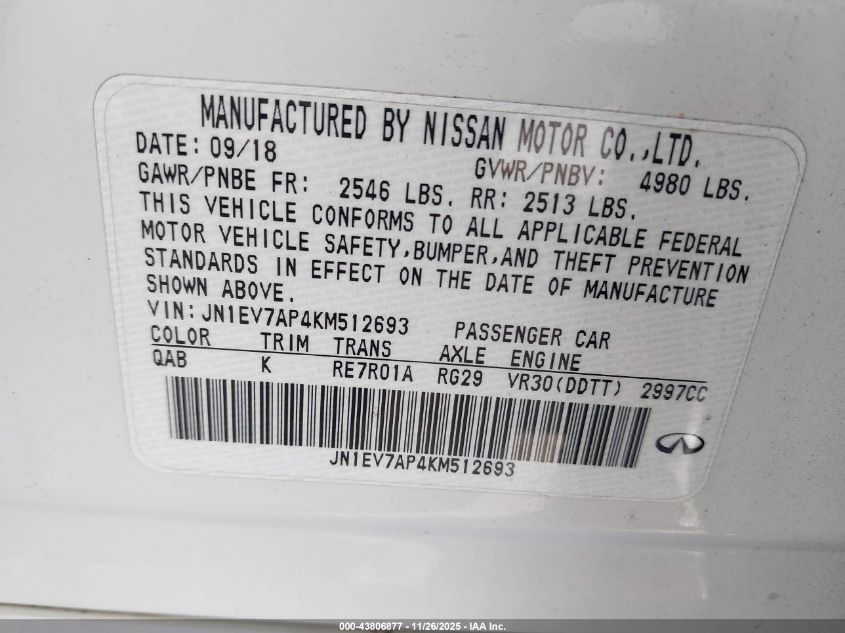 MANUFACTURED BY NISSAN MOTOR CO.,LTD.
DATE: 09/18 GVWR/PNBV: 4980 LBS.
GAWR/PNBE FR: 2546 LBS. RR: 2513 LBS.
THIS VEHICLE CONFORMS TO ALL APPLICABLE FEDERAL
MOTOR VEHICLE SAFETY,BUMPER,AND THEFT PREVENTION
STANDARDS IN EFFECT ON THE DATE OF MANUFACTURE
SHOWN ABOVE.
VIN:JN1EV7AP4KM512693 PASSENGER CAR
COLOR TRIM TRANS AXLE ENGINE
QAB K RE7R01A RG29 VR30(DDTT) 2997CC
JN1EV7AP4KM512693
000-43806877 - 11/26/2025 - IAA Inc.